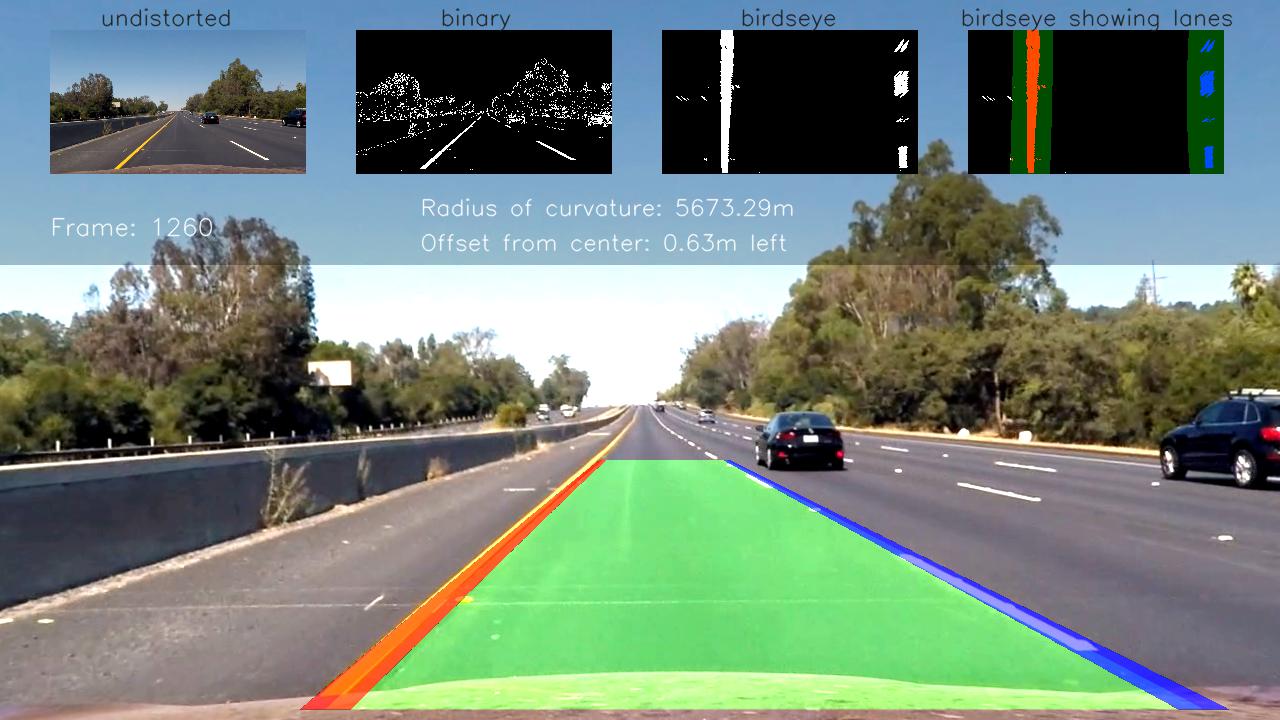 undistorted
binary
birdseye
birdseye showing lanes
Frame: 1260
Radius of curvature: 5673.29m
Offset from center: 0.63m left